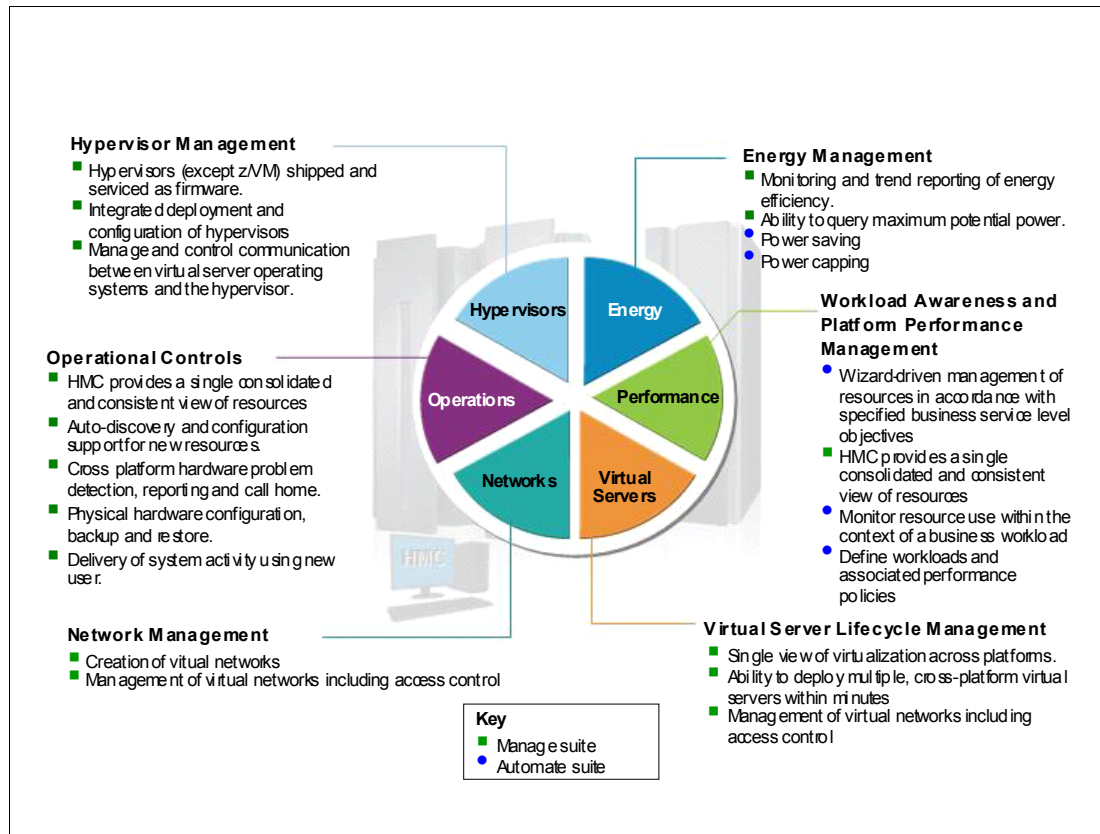 Hypervisor Management
Hypervisors (except z/VM) shipped and
serviced as firmware.
Integrated deployment and
configuration of hypervisors
Manage and control communication
between virtual server operating
systems and the hypervisor.
Energy Management
Monitoring and trend reporting of energy
efficiency.
Ability to query maximum potential power.
Power saving
Power capping
Workload Awareness and
Platform Performance
Management
Wizard-driven management of
resources in accordance with
specified business service level
objectives
HMC provides a single
consolidated and consistent
view of resources
Monitor resource use within the
context of a business workload
Define workloads and
associated performance
policies
Operational Controls
HMC provides a single consolidated
and consistent view of resources
Auto-discovery and configuration
support for new resources.
Cross platform hardware problem
detection, reporting and call home.
Physical hardware configuration,
backup and restore.
Delivery of system activity using new
user.
Hypervisors
Energy
Operations
Performance
Networks
Virtual
Servers
HMC
Network Management
Creation of vitual networks
Management of virtual networks including access control
Virtual Server Lifecycle Management
Single view of virtualization across platforms.
Ability to deploy multiple, cross-platform virtual
servers within minutes
Management of virtual networks including
access control
Key
Manage suite
Automate suite